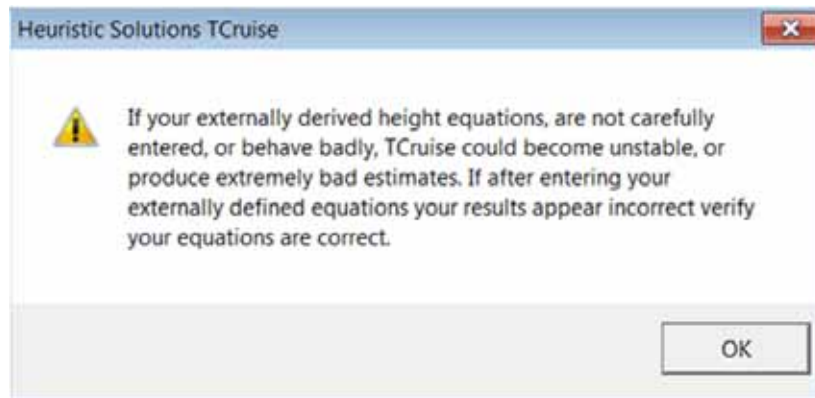 Heuristic Solutions TCruise
If your externally derived height equations, are not carefully
entered, or behave badly, TCruise could become unstable, or
produce extremely bad estimates. If after entering your
externally defined equations your results appear incorrect verify
your equations are correct.
OK